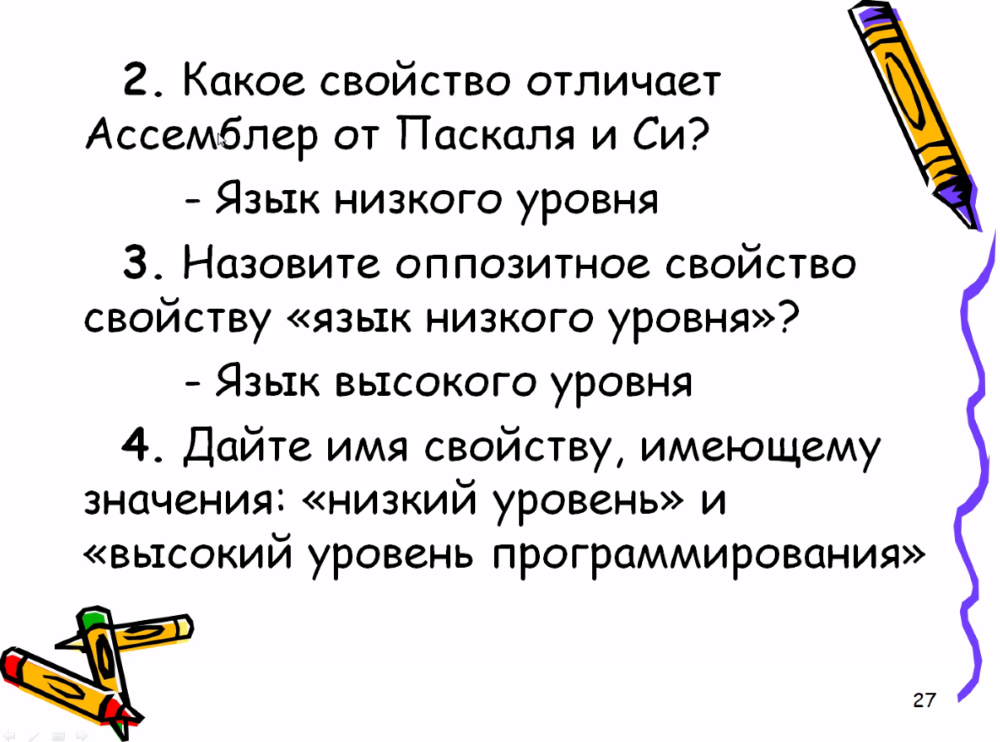 2. Какое свойство отличает
Ассемблер от Паскаля и Си?
- Язык низкого уровня
3. Назовите оппозитное свойство
свойству «язык низкого уровня»?
- Язык высокого уровня
4. Дайте имя свойству, имеющему
значения: «низкий уровень» и
«высокий уровень программирования»
27